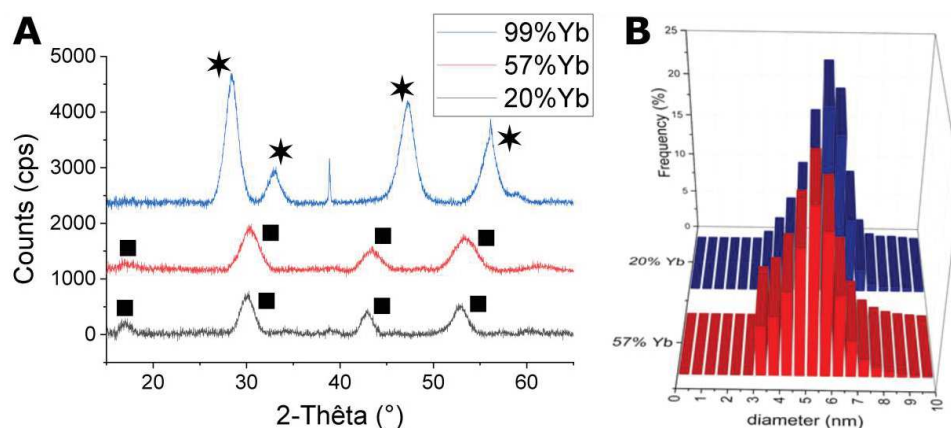 A
5000
4000
3000
2000
1000
0
Counts (cps)
20
30
40
50
60
2-Thêta (°)
99%Yb
57%Yb
20%Yb
B
25
20
15
10
5
0
Frequency (%)
20% Yb
57% Yb
0
1
2
3
4
5
6
7
8
9
10
diameter (nm)